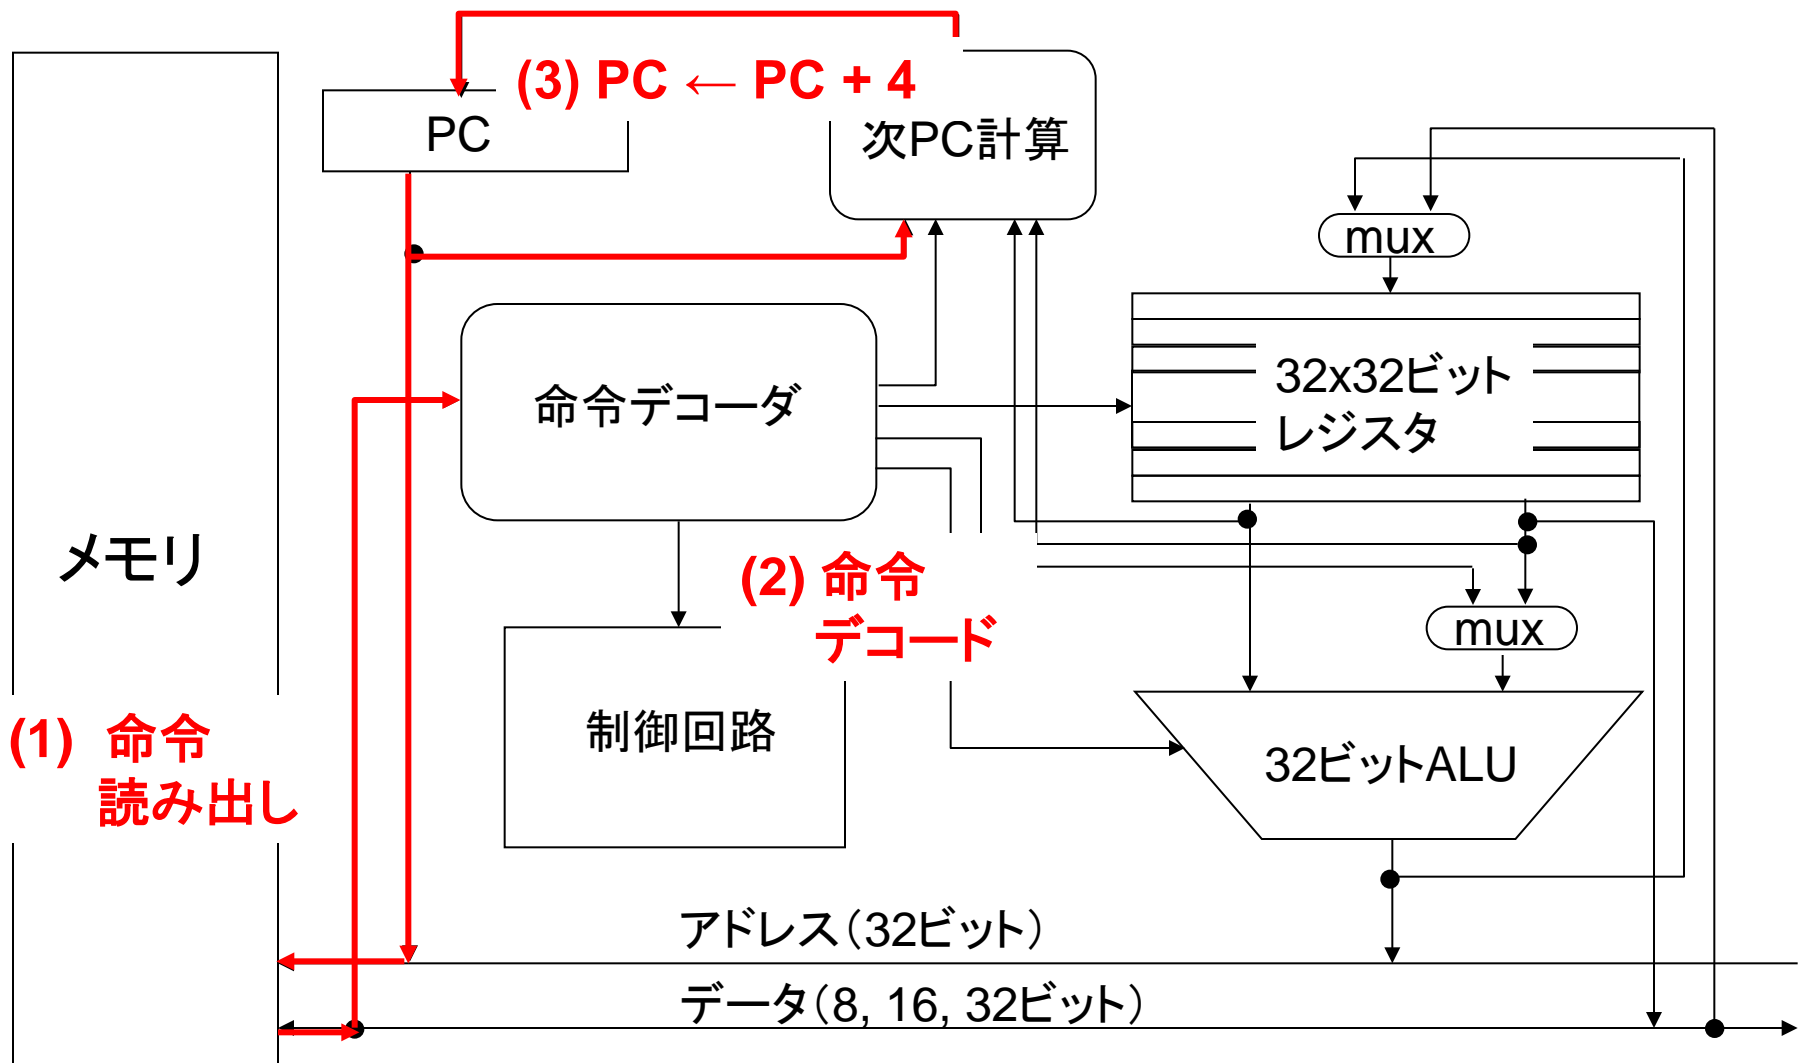 (3) PC ← PC + 4
PC
次PC計算
mux
命令デコーダ
32x32ビット
レジスタ
メモリ
(2) 命令
デコード
mux
(1) 命令
読み出し
制御回路
32ビットALU
アドレス(32ビット)
データ(8, 16, 32ビット)